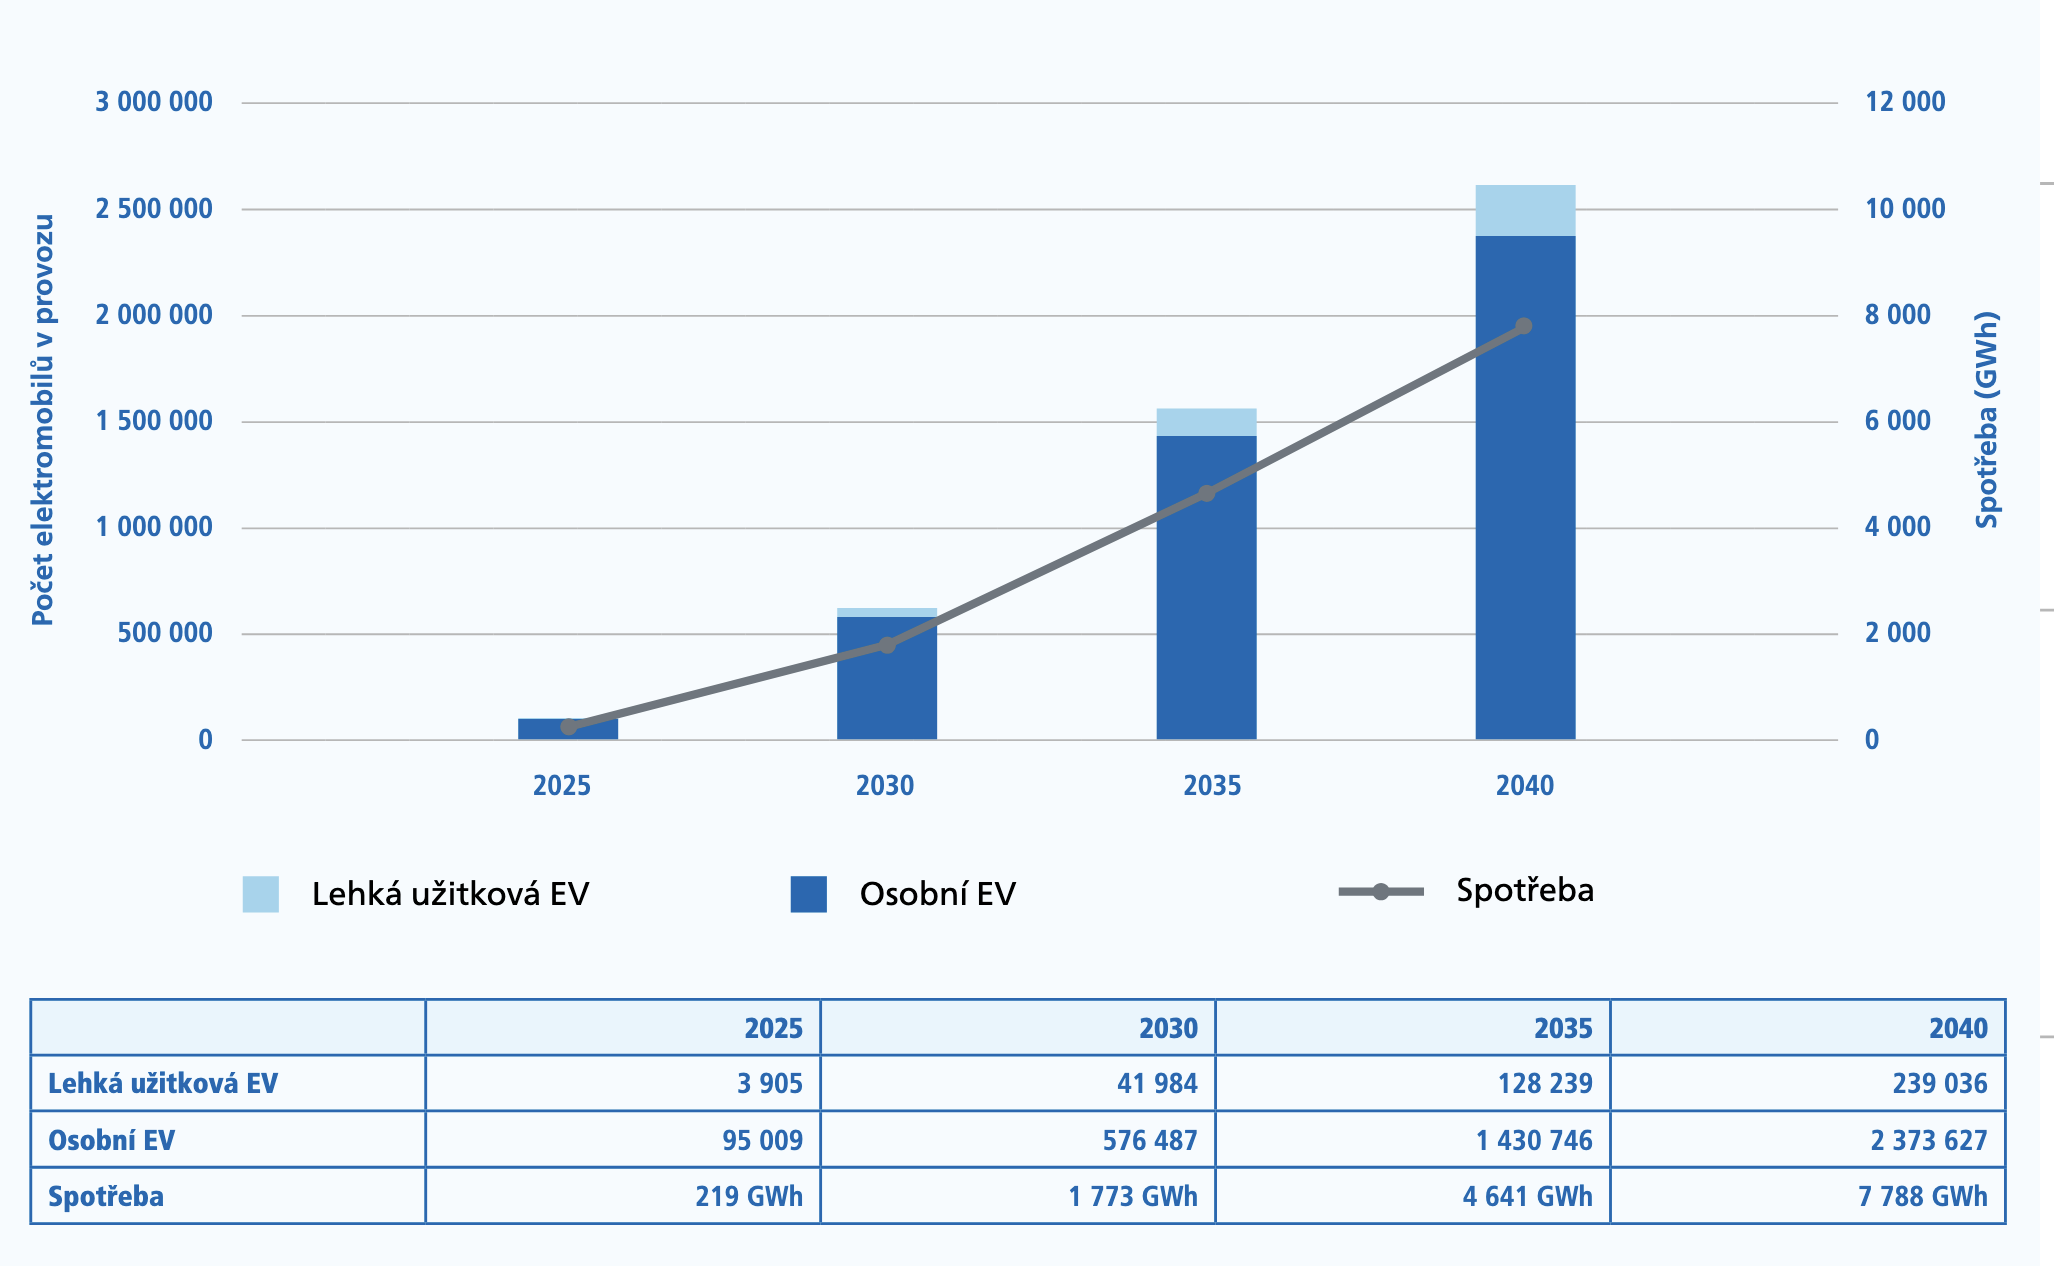 3 000 000
12 000
2 500 000
10 000
2 000 000
8 000
1 500 000
6 000
1 000 000
4 000
500 000
2 000
0
0
Počet elektromobilů v provozu
Spotřeba (GWh)
2025 2030 2035 2040
Lehká užitková EV Osobní EV Spotřeba
2025 2030 2035 2040
Lehká užitková EV 3 905 41 984 128 239 239 036
Osobní EV 95 009 576 487 1 430 746 2 373 627
Spotřeba 219 GWh 1 773 GWh 4 641 GWh 7 788 GWh